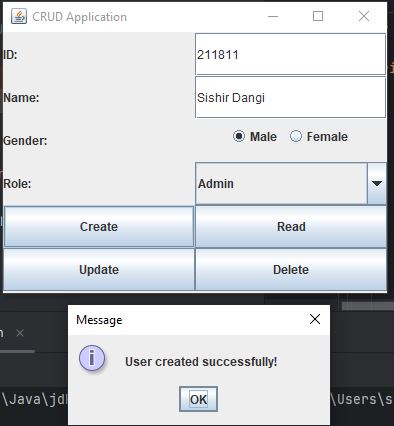 CRUD Application
ID: 211811
Name: Sishir Dangi
Gender: Male Female
Role: Admin
Create Read
Update Delete
Message
User created successfully!
OK
\Java\jd \Users\s